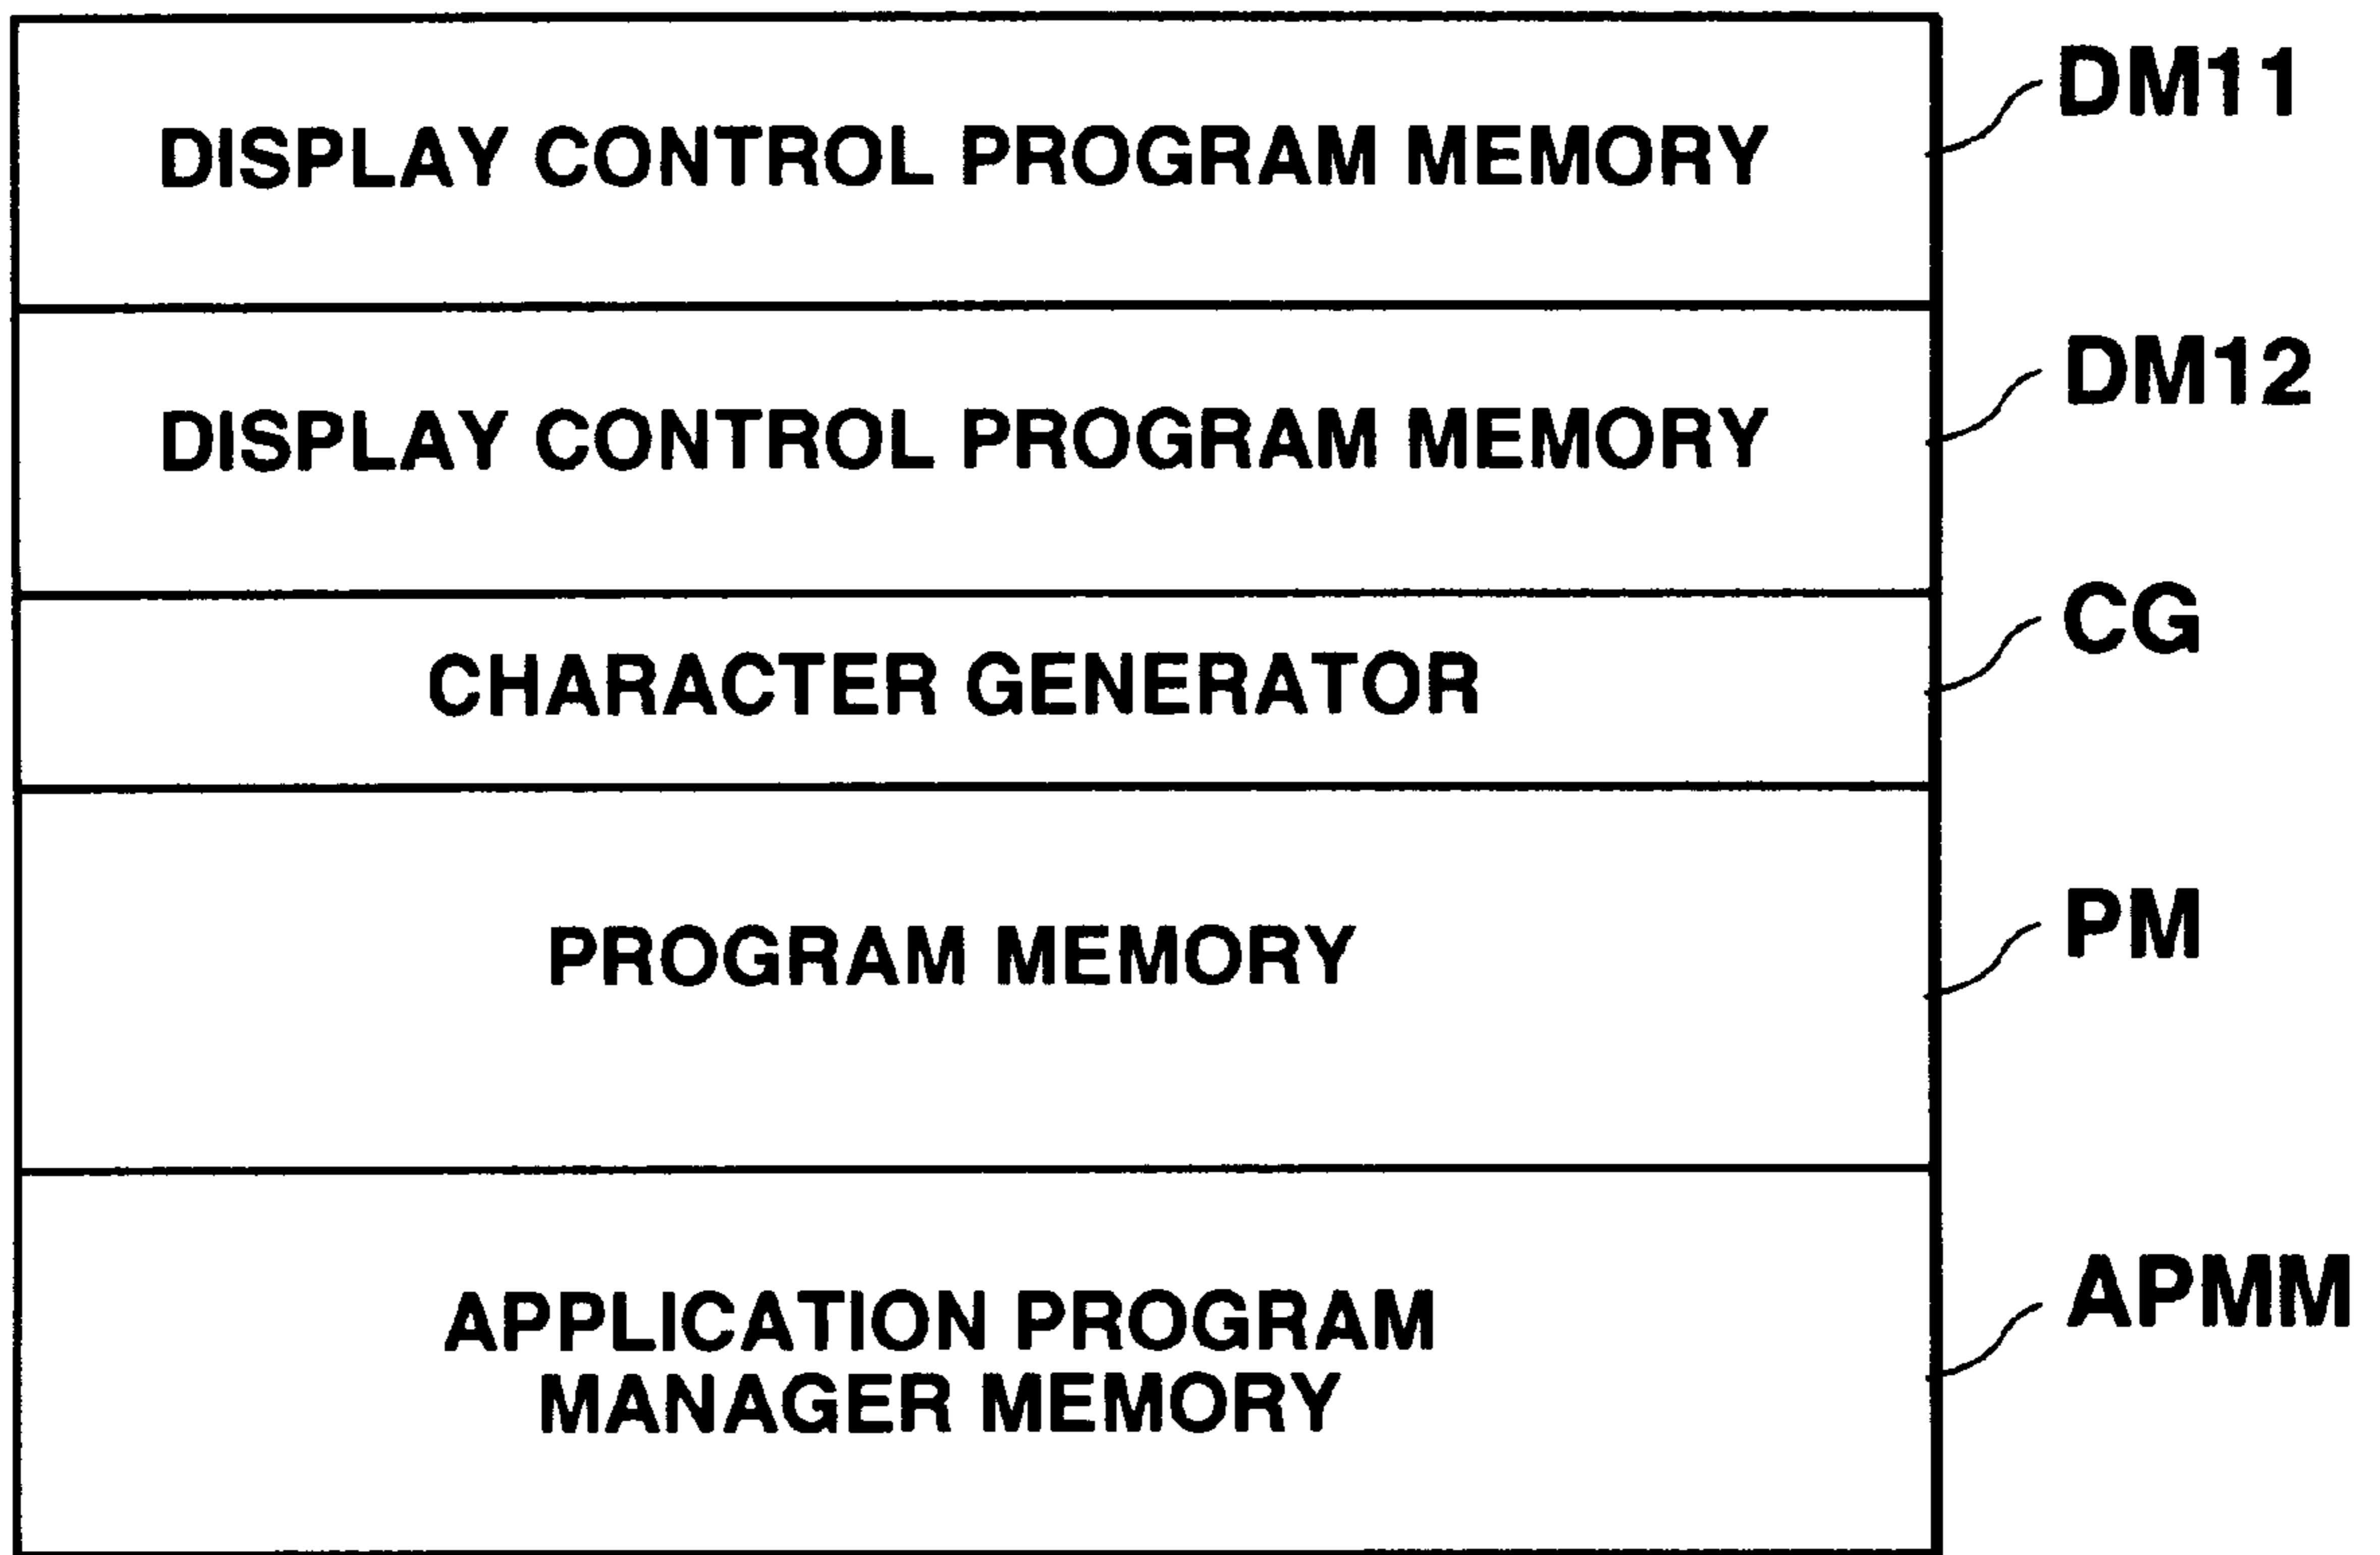 DM11
DISPLAY CONTROL PROGRAM MEMORY
DM12
DISPLAY CONTROL PROGRAM MEMORY
CG
CHARACTER GENERATOR
PM
PROGRAM MEMORY
APMM
APPLICATION PROGRAM
MANAGER MEMORY